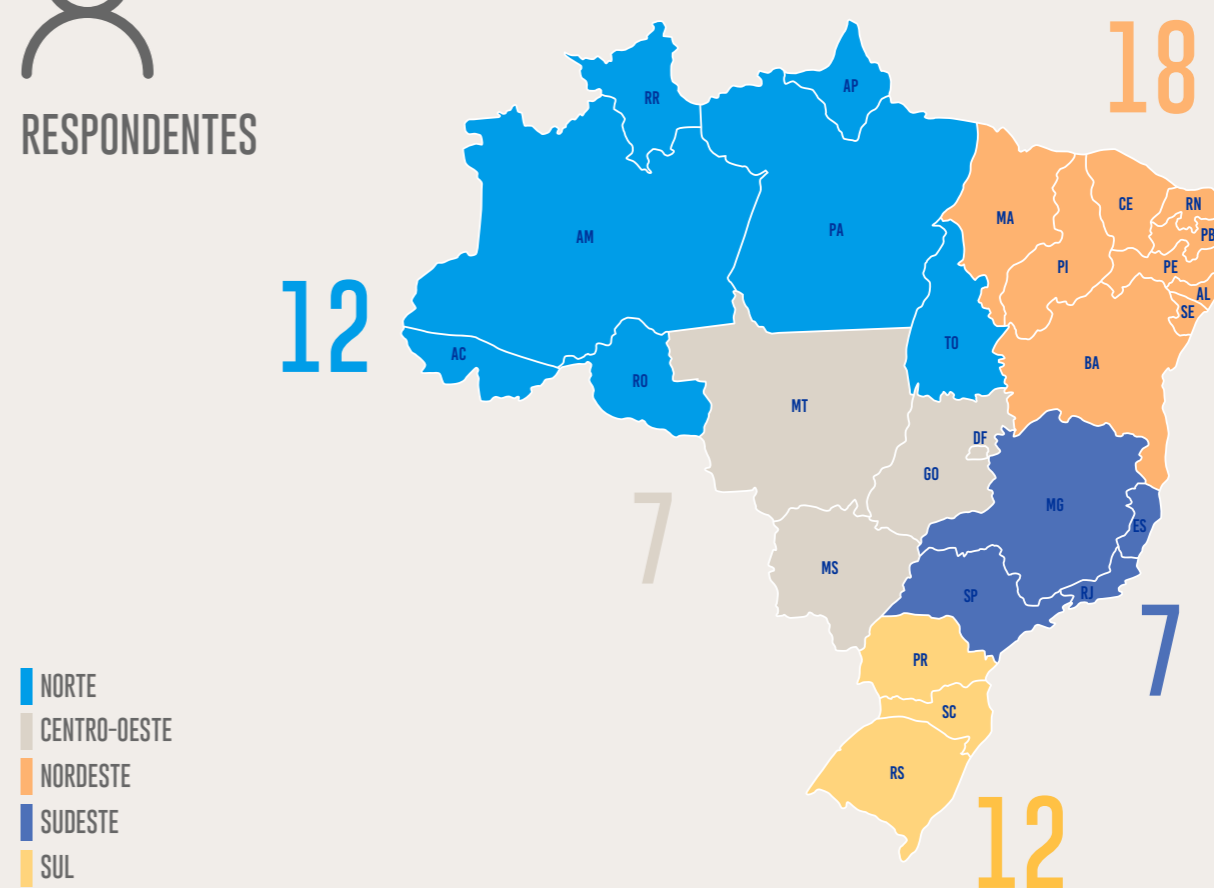 18
RESPONDENTES
RR
AP
AM
PA
MA
CE
RN
PB
PI
PE
AL
SE
12
AC
RO
TO
BA
MT
DF
GO
MG
ES
7
MS
SP
RJ
7
PR
SC
RS
12
NORTE
CENTRO-OESTE
NORDESTE
SUDESTE
SUL